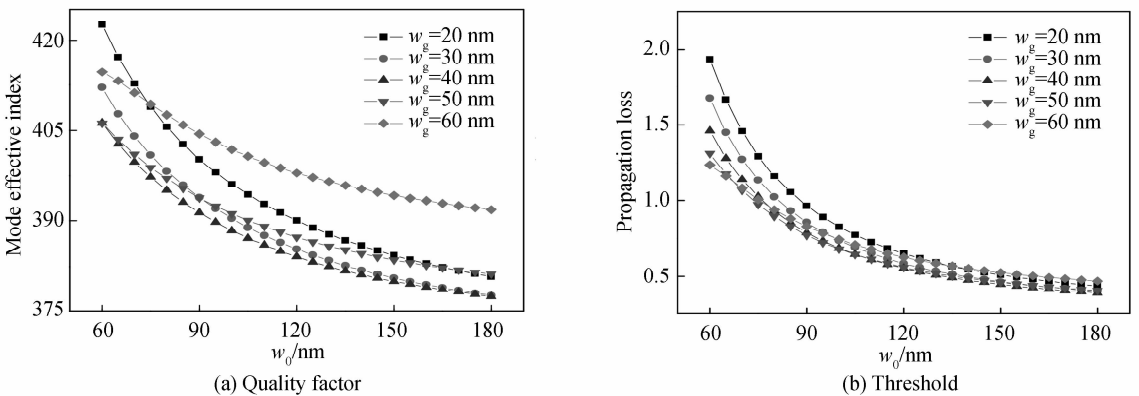 Mode effective index
420
405
390
375
60
90
120
150
180
w0/nm
wg=20 nm
wg=30 nm
wg=40 nm
wg=50 nm
wg=60 nm
(a) Quality factor
Propagation loss
2.0
1.5
1.0
0.5
60
90
120
150
180
w0/nm
wg=20 nm
wg=30 nm
wg=40 nm
wg=50 nm
wg=60 nm
(b) Threshold